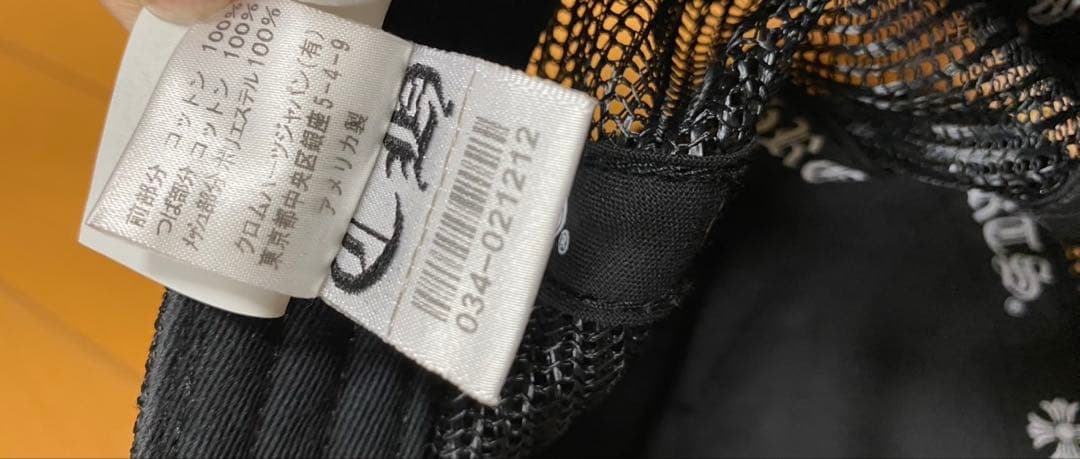 前部分 コットン 100%
つば部分 コットン 100%
メッシュ部分 ポリエステル 100%
クロムハーツジャパン(有)
東京都中央区銀座5-4-9
アメリカ製
034-021212
®